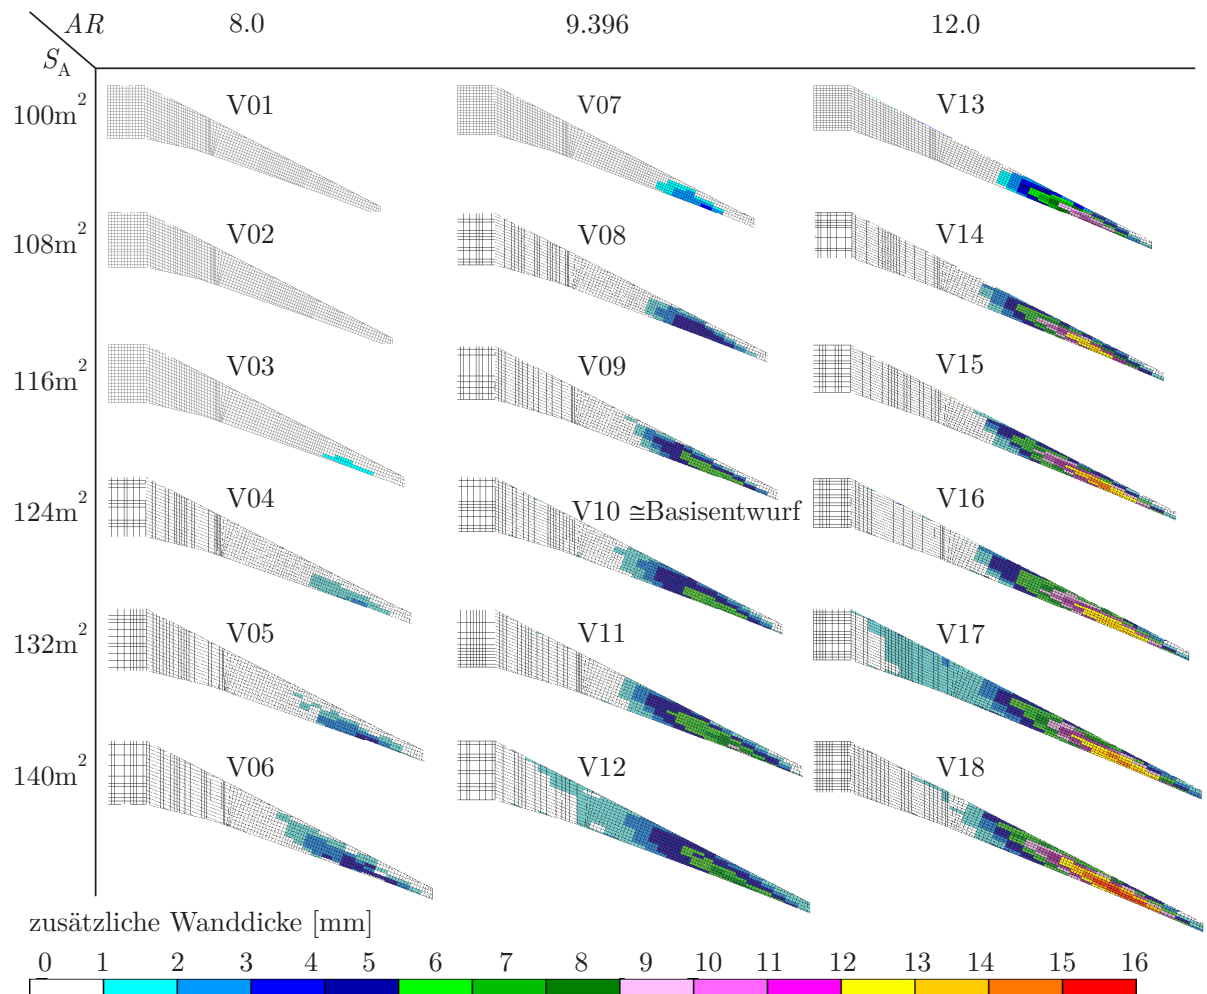 AR 8.0 9.396 12.0
S_A
100m² V01 V07 V13
108m² V02 V08 V14
116m² V03 V09 V15
124m² V04 V10 ≅Basisentwurf V16
132m² V05 V11 V17
140m² V06 V12 V18
zusätzliche Wanddicke [mm]
0 1 2 3 4 5 6 7 8 9 10 11 12 13 14 15 16